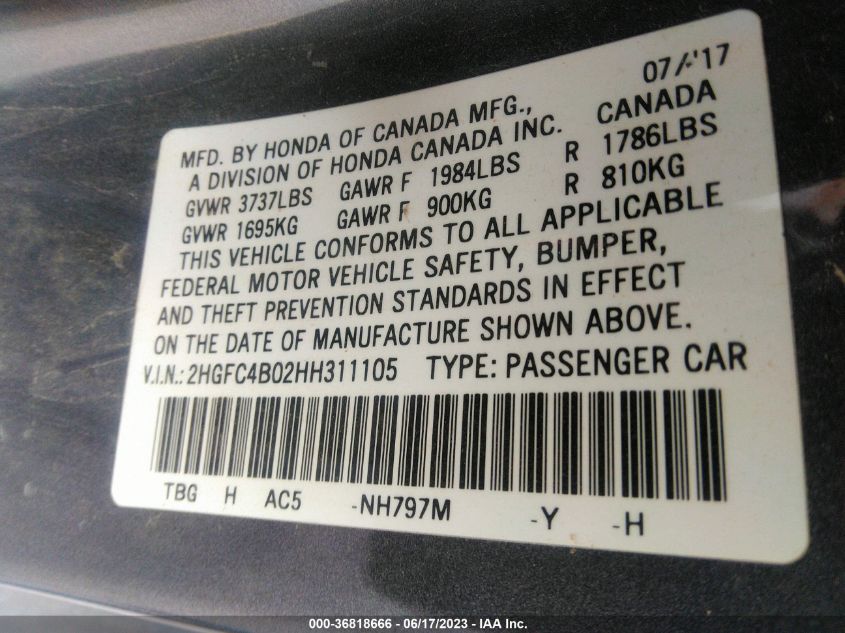 07/'17
MFD. BY HONDA OF CANADA MFG.,
A DIVISION OF HONDA CANADA INC. CANADA
GVWR 3737LBS GAWR F 1984LBS R 1786LBS
GVWR 1695KG GAWR F 900KG R 810KG
THIS VEHICLE CONFORMS TO ALL APPLICABLE
FEDERAL MOTOR VEHICLE SAFETY, BUMPER,
AND THEFT PREVENTION STANDARDS IN EFFECT
ON THE DATE OF MANUFACTURE SHOWN ABOVE.
V.I.N.: 2HGFC4B02HH311105 TYPE: PASSENGER CAR
TBG H AC5 -NH797M -Y -H
000-36818666 - 06/17/2023 - IAA Inc.